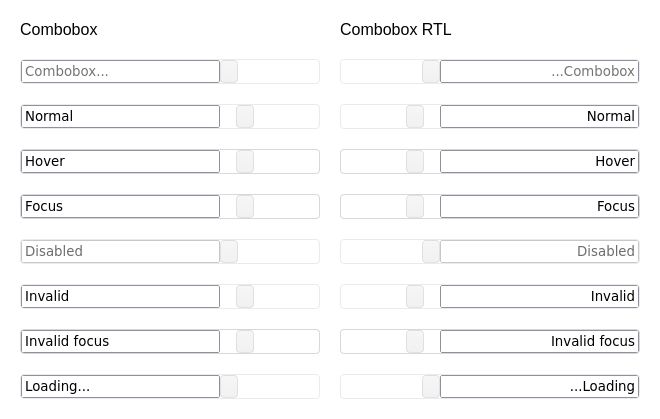 Combobox
Combobox...
Normal
Hover
Focus
Disabled
Invalid
Invalid focus
Loading...
Combobox RTL
...Combobox
Normal
Hover
Focus
Disabled
Invalid
Invalid focus
...Loading